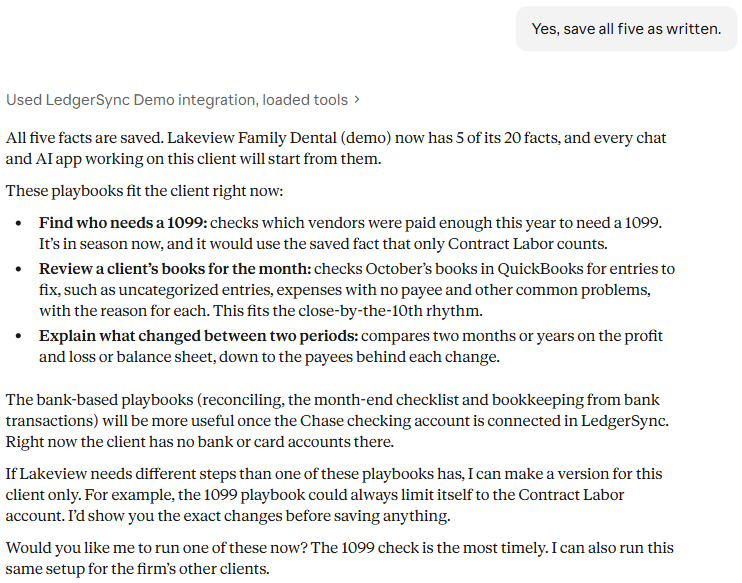 Yes, save all five as written.
Used LedgerSync Demo integration, loaded tools >
All five facts are saved. Lakeview Family Dental (demo) now has 5 of its 20 facts, and every chat
and AI app working on this client will start from them.
These playbooks fit the client right now:
• Find who needs a 1099: checks which vendors were paid enough this year to need a 1099.
It’s in season now, and it would use the saved fact that only Contract Labor counts.
• Review a client’s books for the month: checks October’s books in QuickBooks for entries to
fix, such as uncategorized entries, expenses with no payee and other common problems,
with the reason for each. This fits the close-by-the-10th rhythm.
• Explain what changed between two periods: compares two months or years on the profit
and loss or balance sheet, down to the payees behind each change.
The bank-based playbooks (reconciling, the month-end checklist and bookkeeping from bank
transactions) will be more useful once the Chase checking account is connected in LedgerSync.
Right now the client has no bank or card accounts there.
If Lakeview needs different steps than one of these playbooks has, I can make a version for this
client only. For example, the 1099 playbook could always limit itself to the Contract Labor
account. I’d show you the exact changes before saving anything.
Would you like me to run one of these now? The 1099 check is the most timely. I can also run this
same setup for the firm’s other clients.